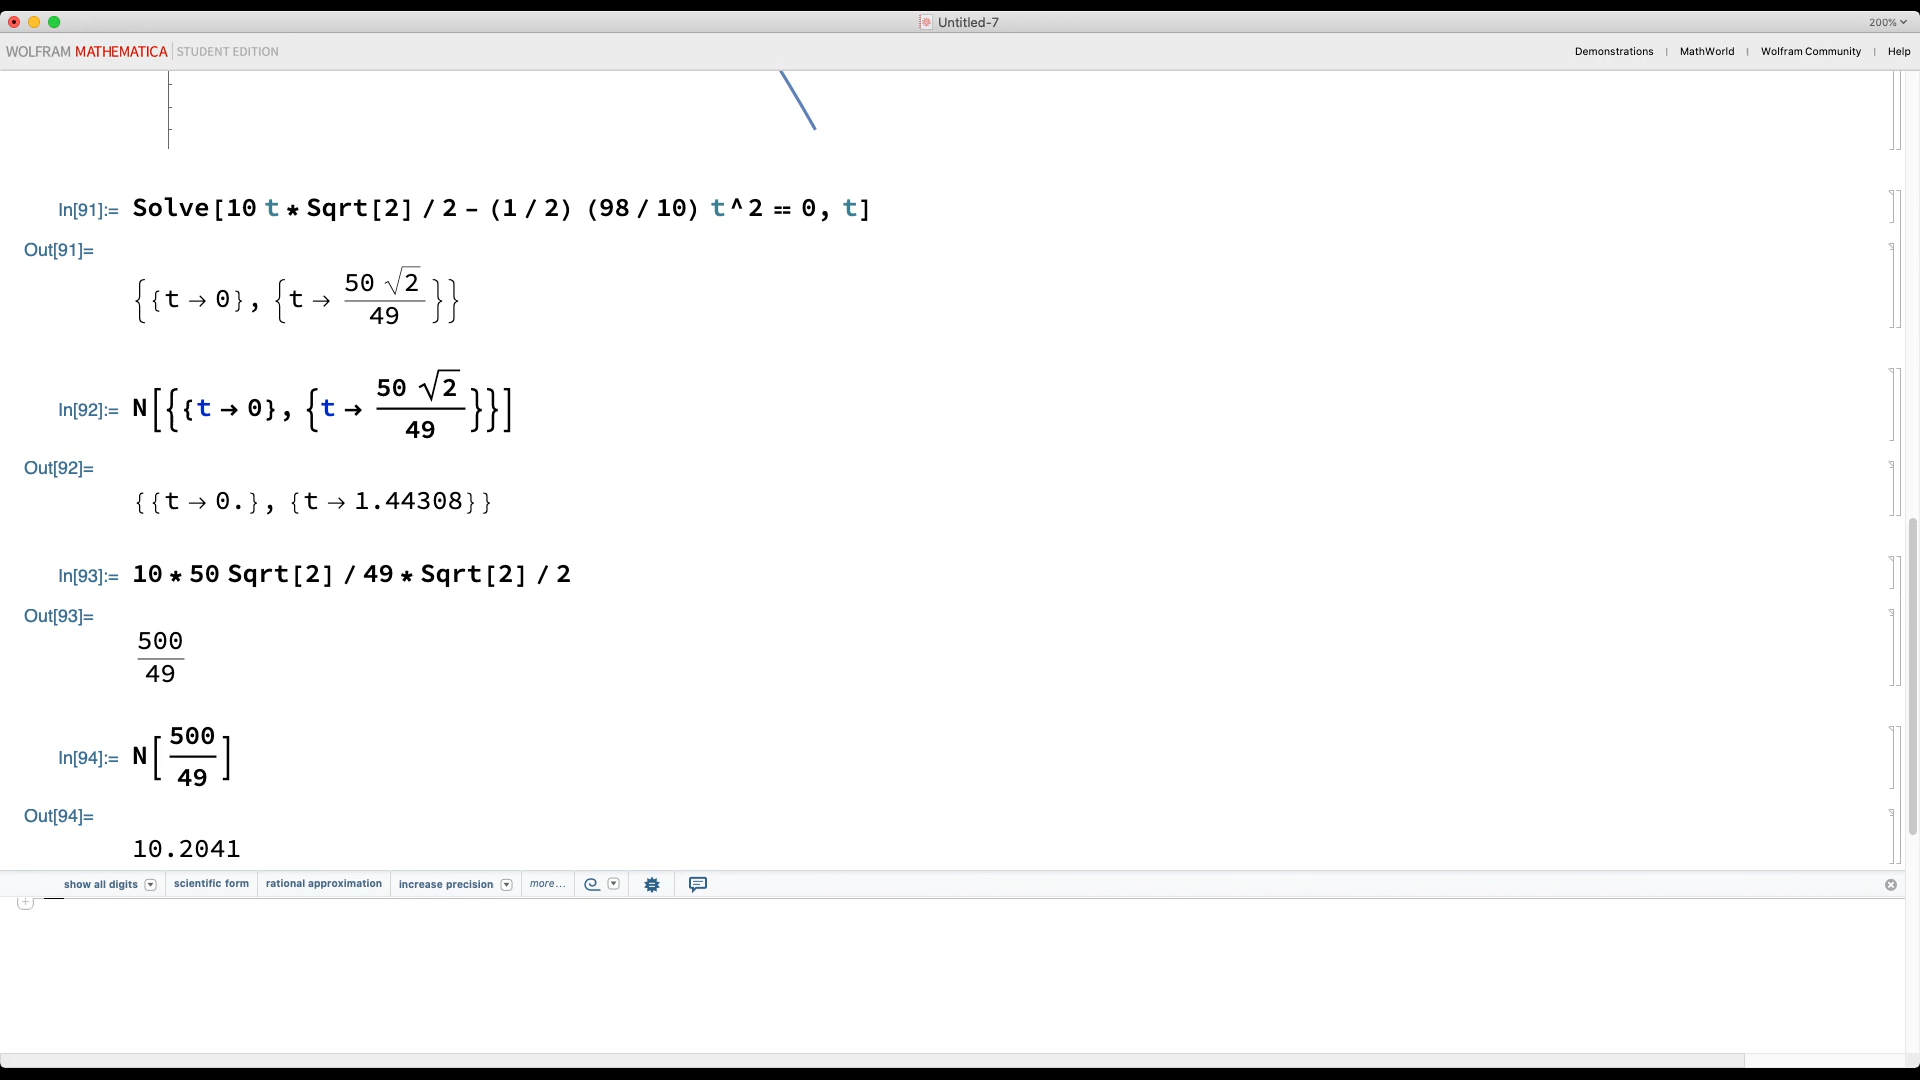 Untitled-7
200%
WOLFRAM MATHEMATICA STUDENT EDITION
Demonstrations | MathWorld | Wolfram Community | Help
In[91]:= Solve[10 t * Sqrt[2] / 2 - (1 / 2) (98 / 10) t ^ 2 == 0, t]
Out[91]=
{{t → 0}, {t → 50 √2 / 49}}
In[92]:= N[{{t → 0}, {t → 50 √2 / 49}}]
Out[92]=
{{t → 0.}, {t → 1.44308}}
In[93]:= 10 * 50 Sqrt[2] / 49 * Sqrt[2] / 2
Out[93]=
500
49
In[94]:= N[500 / 49]
Out[94]=
10.2041
show all digits scientific form rational approximation increase precision more...